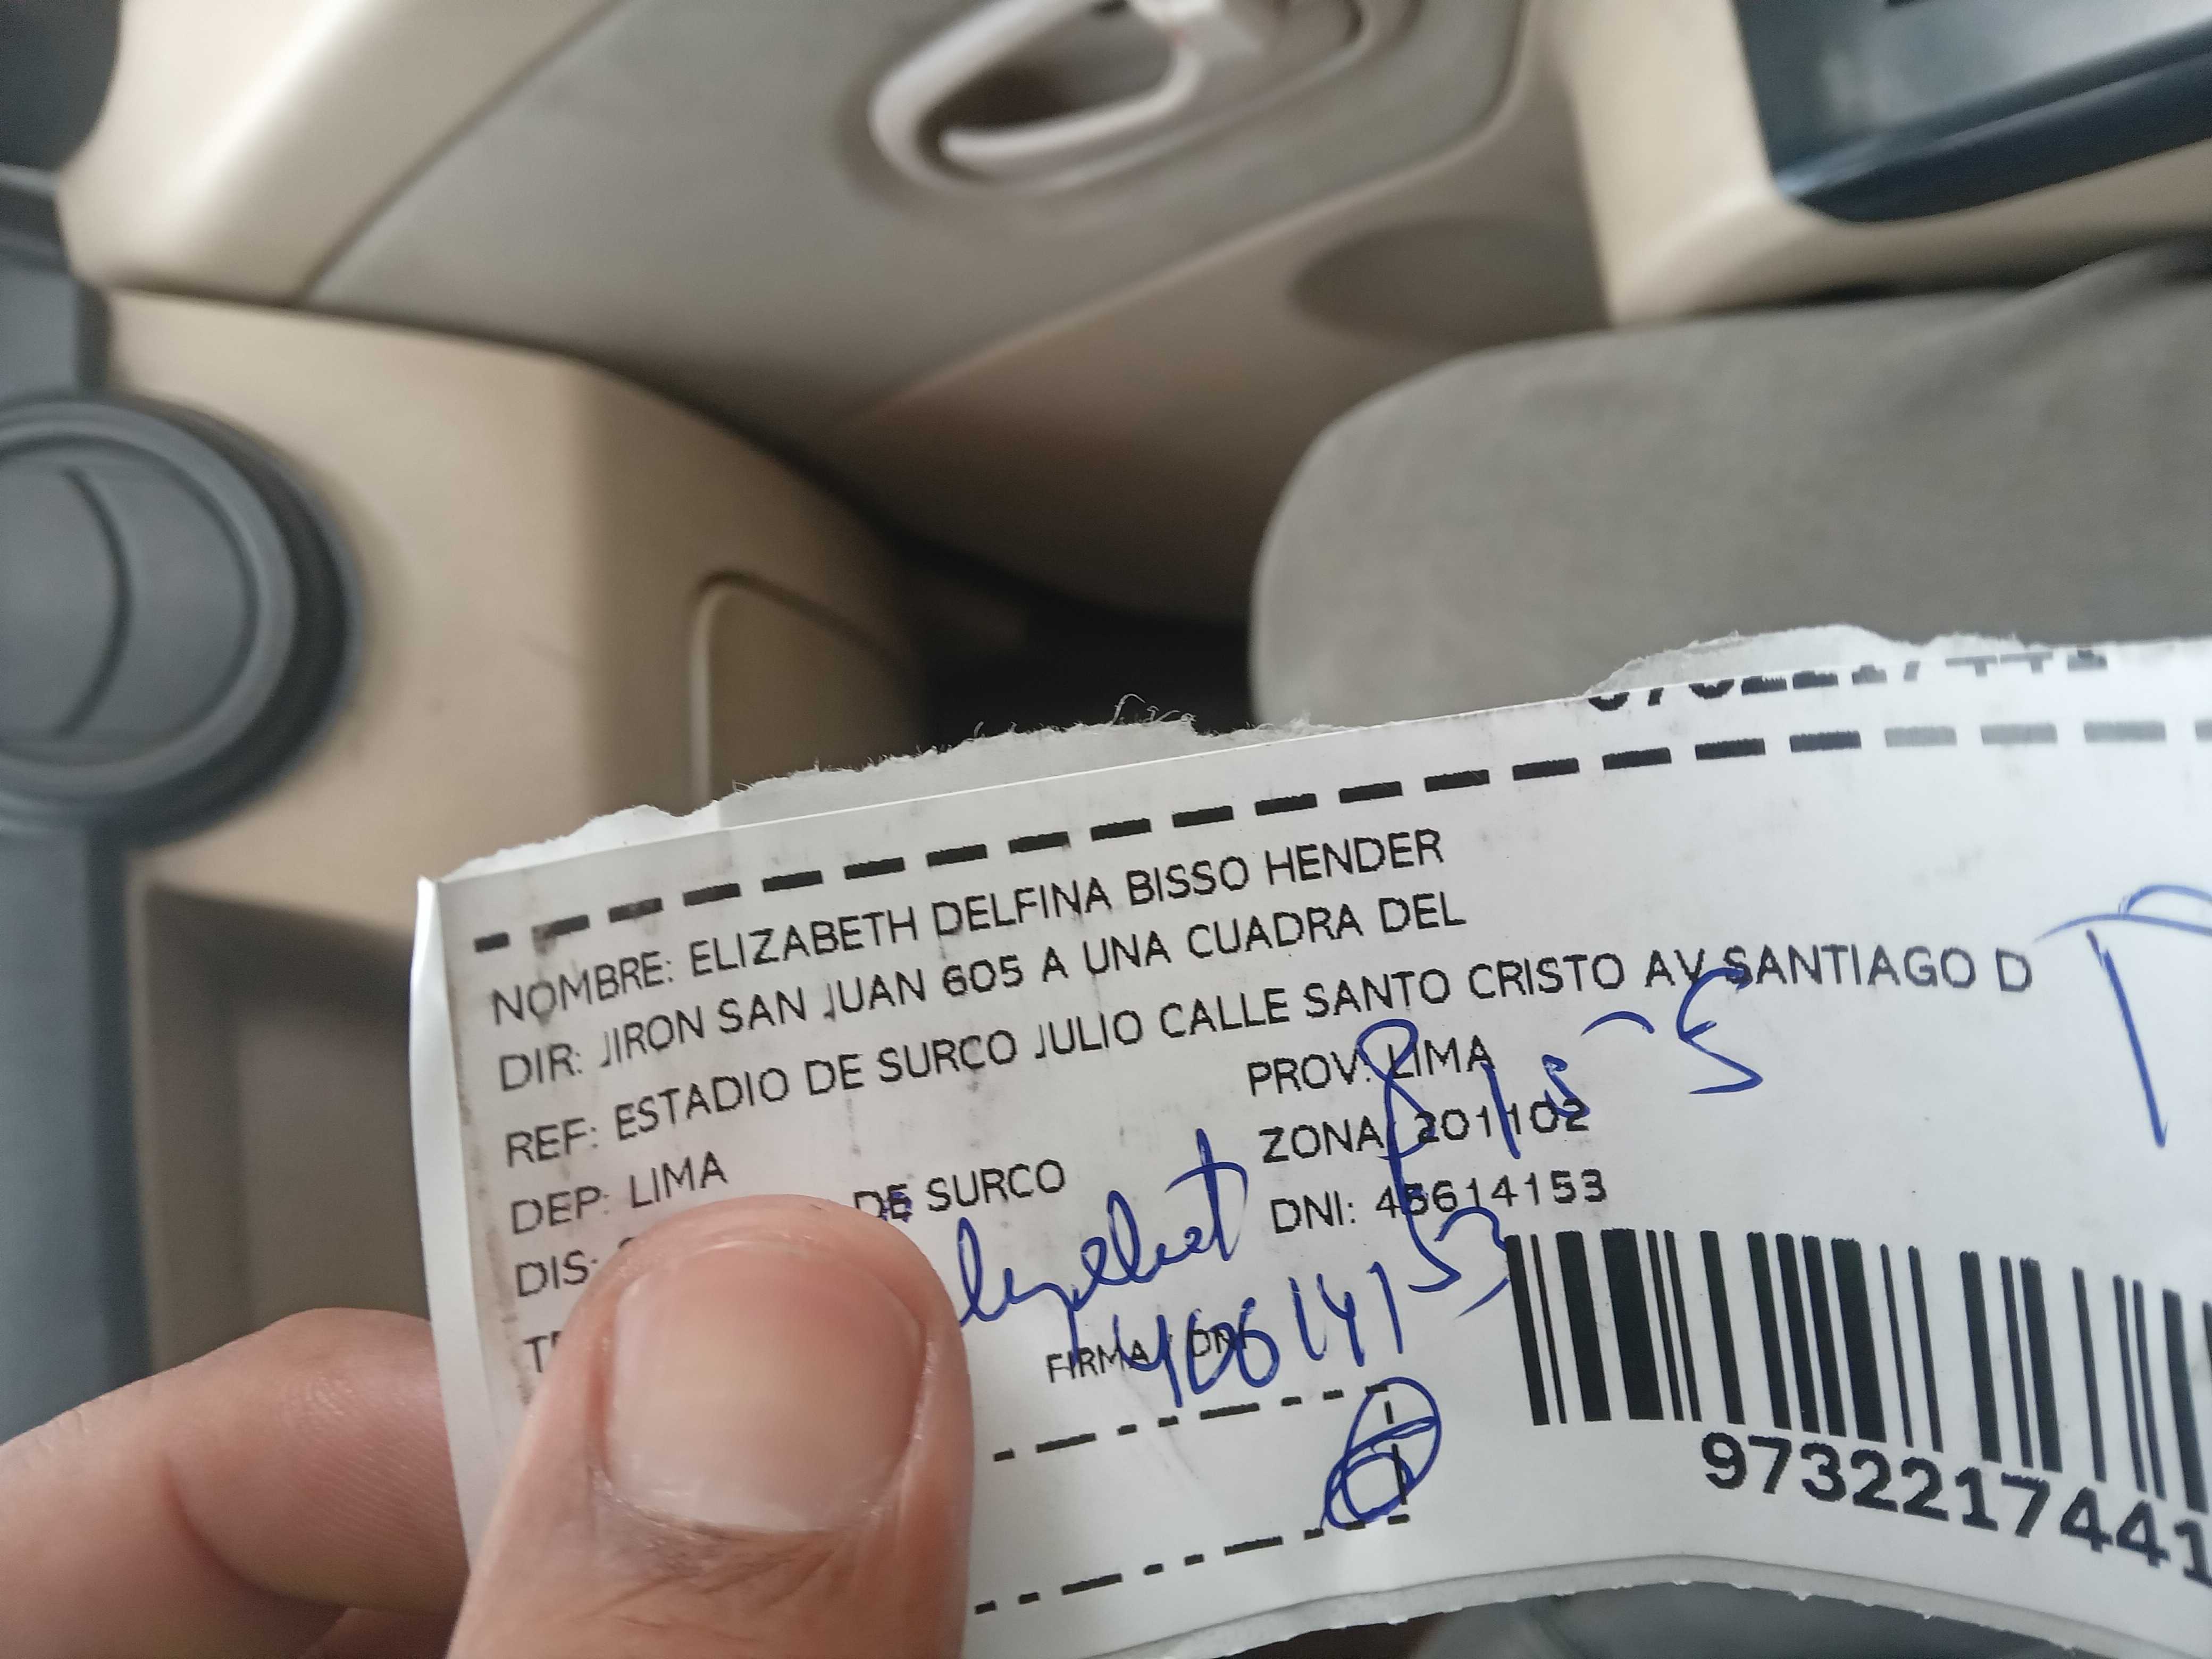 NOMBRE: ELIZABETH DELFINA BISSO HENDER
DIR: JIRON SAN JUAN 605 A UNA CUADRA DEL
REF: ESTADIO DE SURCO JULIO CALLE SANTO CRISTO AV SANTIAGO D
DEP: LIMA PROV: LIMA
DIS: DE SURCO ZONA: 201102
DNI: 45614153
FIRMA / DNI
9732217441